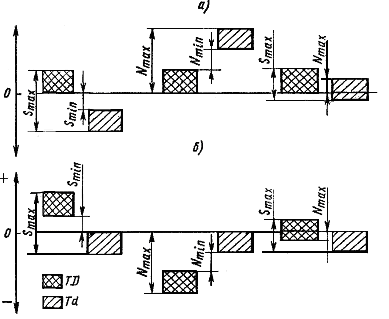 а)
0
Smax
Smin
Nmax
Nmin
Smax
Nmax
б)
+
0
-
Smax
Smin
Nmax
Nmin
Smax
Nmax
TD
Td